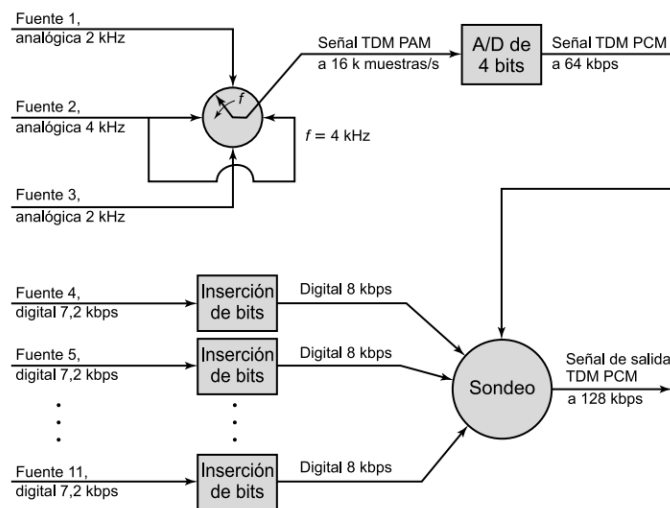 Fuente 1,
analógica 2 kHz
Señal TDM PAM
a 16 k muestras/s
A/D de
4 bits
Señal TDM PCM
a 64 kbps
f
Fuente 2,
analógica 4 kHz
f = 4 kHz
Fuente 3,
analógica 2 kHz
Fuente 4,
digital 7,2 kbps
Inserción
de bits
Digital 8 kbps
Fuente 5,
digital 7,2 kbps
Inserción
de bits
Digital 8 kbps
Sondeo
Señal de salida
TDM PCM
a 128 kbps
Fuente 11,
digital 7,2 kbps
Inserción
de bits
Digital 8 kbps